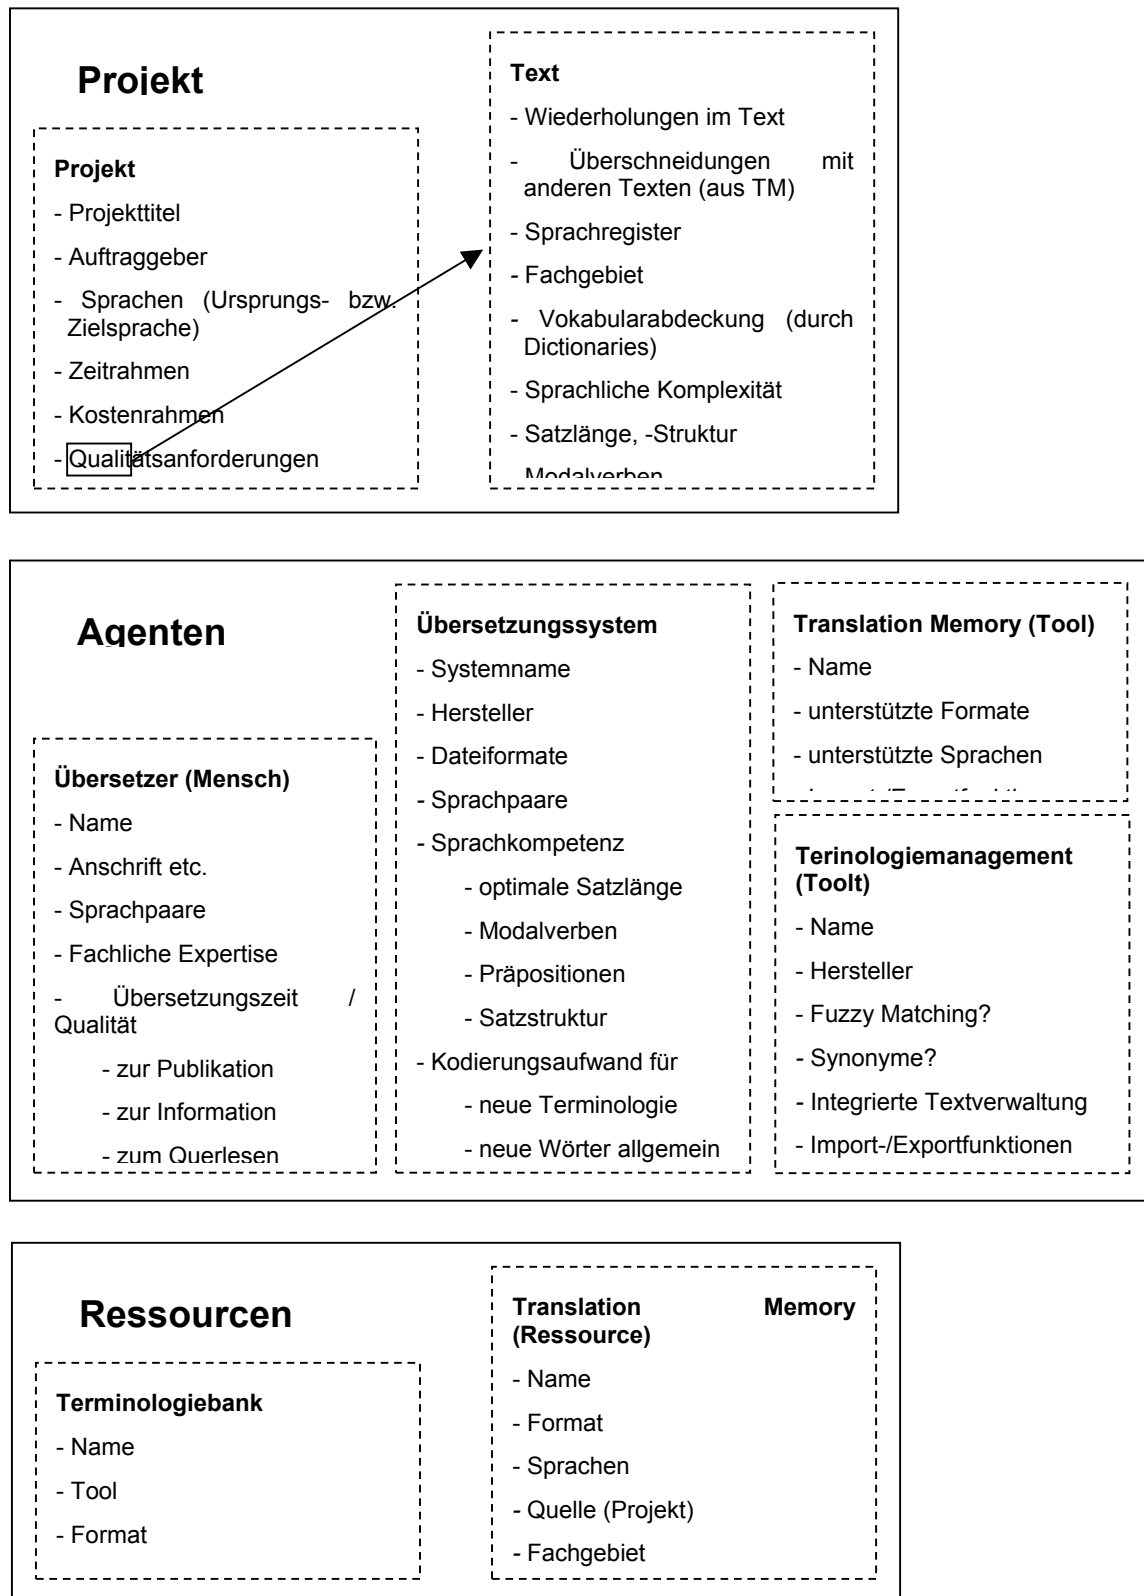 Projekt
Projekt
- Projekttitel
- Auftraggeber
- Sprachen (Ursprungs- bzw.
Zielsprache)
- Zeitrahmen
- Kostenrahmen
- Qualitätsanforderungen
Text
- Wiederholungen im Text
- Überschneidungen mit
anderen Texten (aus TM)
- Sprachregister
- Fachgebiet
- Vokabularabdeckung (durch
Dictionaries)
- Sprachliche Komplexität
- Satzlänge, -Struktur
- Modalverben
Agenten
Übersetzer (Mensch)
- Name
- Anschrift etc.
- Sprachpaare
- Fachliche Expertise
- Übersetzungszeit /
Qualität
- zur Publikation
- zur Information
- zum Querlesen
Übersetzungssystem
- Systemname
- Hersteller
- Dateiformate
- Sprachpaare
- Sprachkompetenz
- optimale Satzlänge
- Modalverben
- Präpositionen
- Satzstruktur
- Kodierungsaufwand für
- neue Terminologie
- neue Wörter allgemein
Translation Memory (Tool)
- Name
- unterstützte Formate
- unterstützte Sprachen
Terinologiemanagement
(Toolt)
- Name
- Hersteller
- Fuzzy Matching?
- Synonyme?
- Integrierte Textverwaltung
- Import-/Exportfunktionen
Ressourcen
Terminologiebank
- Name
- Tool
- Format
Translation Memory
(Ressource)
- Name
- Format
- Sprachen
- Quelle (Projekt)
- Fachgebiet